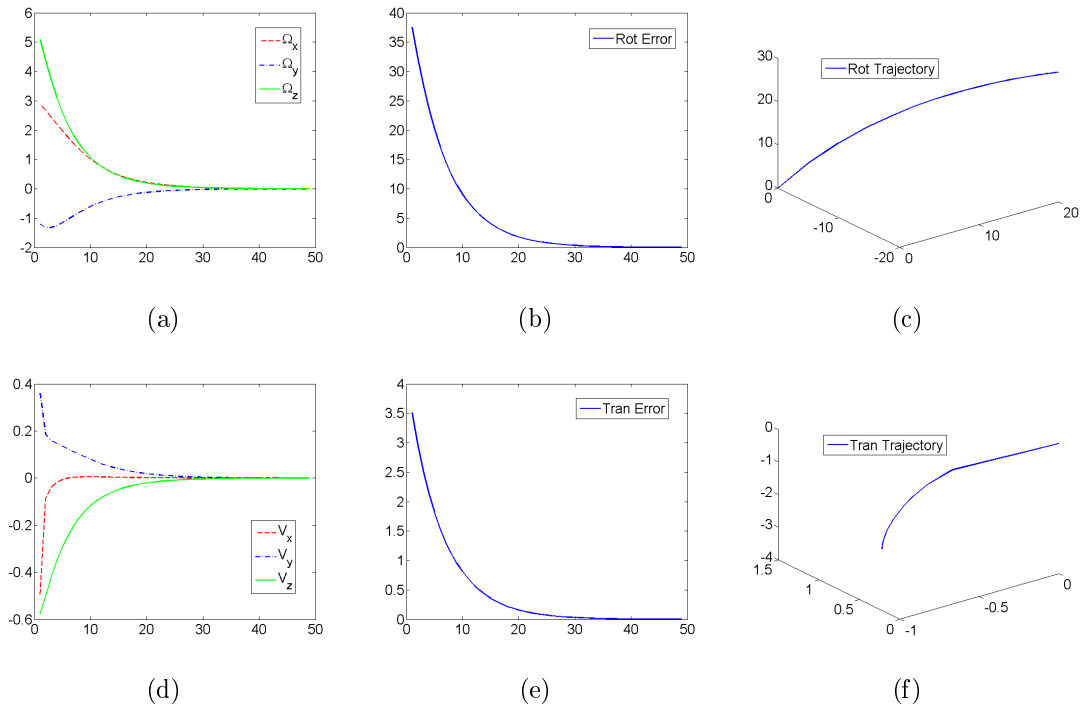 6
5
4
3
2
1
0
-1
-2
0 10 20 30 40 50
Ωx
Ωy
Ωz
(a)
40
35
30
25
20
15
10
5
0
0 10 20 30 40 50
Rot Error
(b)
30
20
10
0
0
-10
-20
0
10
20
Rot Trajectory
(c)
0.4
0.2
0
-0.2
-0.4
-0.6
0 10 20 30 40 50
Vx
Vy
Vz
(d)
4
3.5
3
2.5
2
1.5
1
0.5
0
0 10 20 30 40 50
Tran Error
(e)
0
-1
-2
-3
-4
1.5
1
0.5
0
-1
-0.5
0
Tran Trajectory
(f)